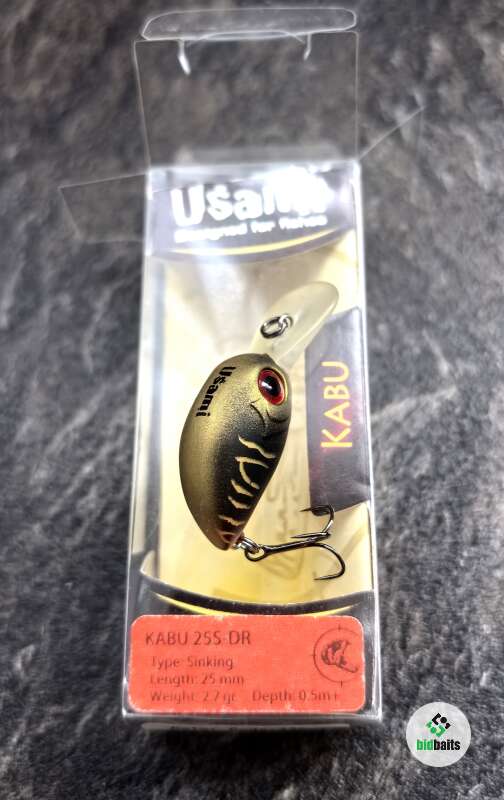 Usami
Designed for
Usami
KABU
KABU 25S-DR
Type: Sinking
Length: 25 mm
Weight: 2.7 gr Depth: 0.5m+
bidbaits